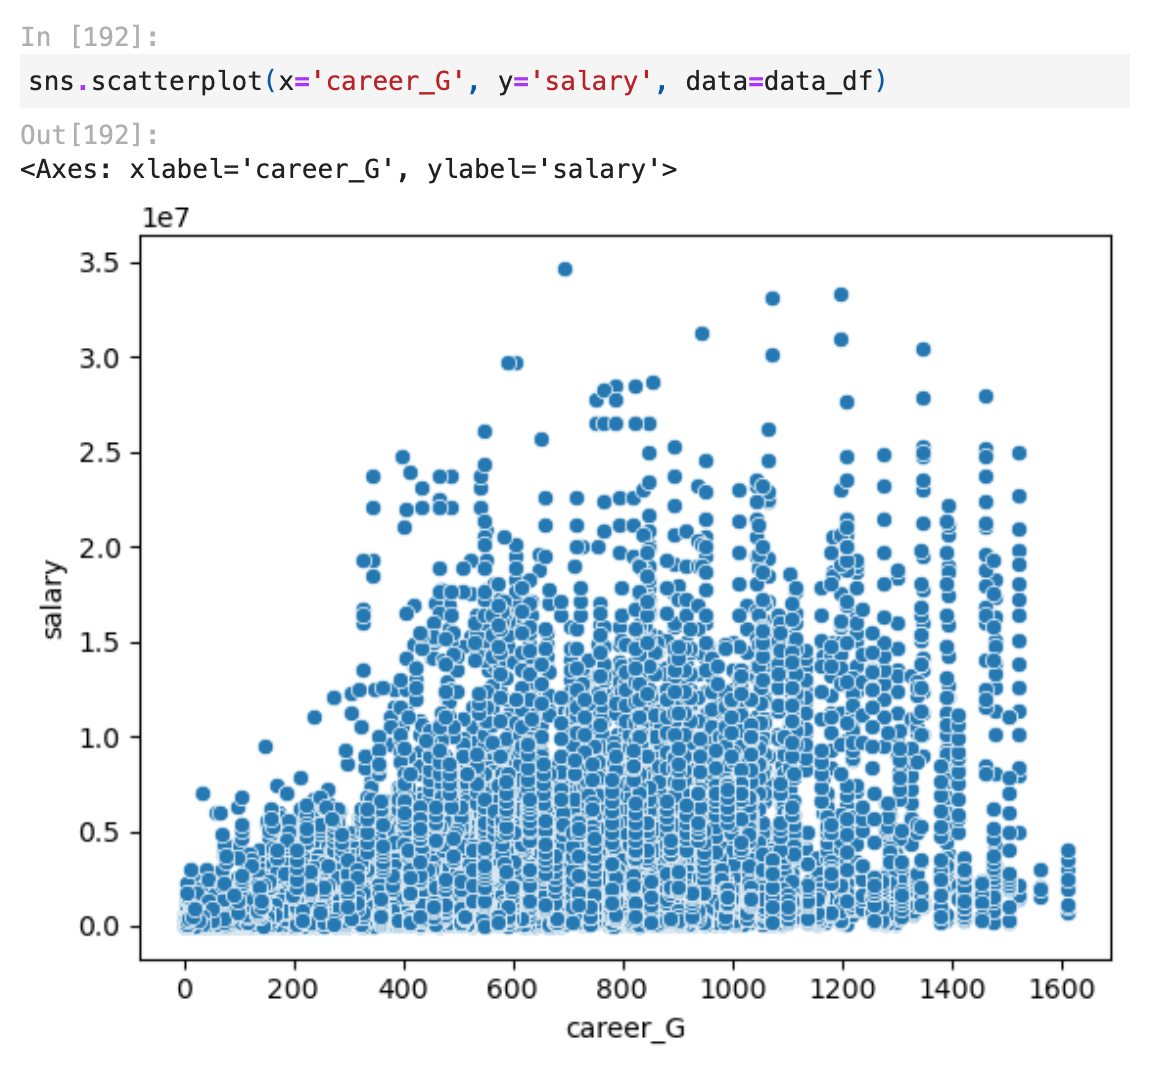 In [192]:
sns.scatterplot(x='career_G', y='salary', data=data_df)
Out[192]:
<Axes: xlabel='career_G', ylabel='salary'>
1e7
3.5
3.0
2.5
2.0
1.5
1.0
0.5
0.0
salary
0 200 400 600 800 1000 1200 1400 1600
career_G